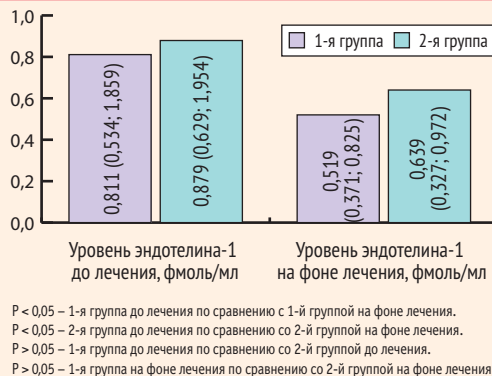 1,0
0,8
0,6
0,4
0,2
0,0
1-я группа
2-я группа
0,811 (0,534; 1,859)
0,879 (0,629; 1,954)
0,519
(0,371; 0,825)
0,639
(0,327; 0,972)
Уровень эндотелина-1
до лечения, фмоль/мл
Уровень эндотелина-1
на фоне лечения, фмоль/мл
P < 0,05 – 1-я группа до лечения по сравнению с 1-й группой на фоне лечения.
P < 0,05 – 2-я группа до лечения по сравнению со 2-й группой на фоне лечения.
P > 0,05 – 1-я группа до лечения по сравнению со 2-й группой до лечения.
P > 0,05 – 1-я группа на фоне лечения по сравнению со 2-й группой на фоне лечения